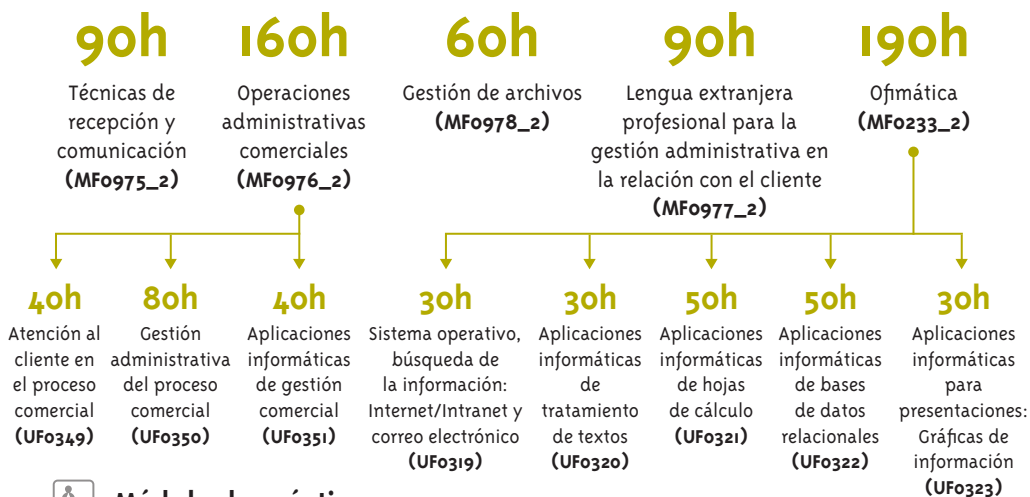 90h
Técnicas de
recepción y
comunicación
(MF0975_2)
160h
Operaciones
administrativas
comerciales
(MF0976_2)
60h
Gestión de archivos
(MF0978_2)
90h
Lengua extranjera
profesional para la
gestión administrativa en
la relación con el cliente
(MF0977_2)
190h
Ofimática
(MF0233_2)
40h
Atención al
cliente en
el proceso
comercial
(UF0349)
80h
Gestión
administrativa
del proceso
comercial
(UF0350)
40h
Aplicaciones
informáticas
de gestión
comercial
(UF0351)
30h
Sistema operativo,
búsqueda de
la información:
Internet/Intranet y
correo electrónico
(UF0319)
30h
Aplicaciones
informáticas
de
tratamiento
de textos
(UF0320)
50h
Aplicaciones
informáticas
de hojas
de cálculo
(UF0321)
50h
Aplicaciones
informáticas
de bases
de datos
relacionales
(UF0322)
30h
Aplicaciones
informáticas
para
presentaciones:
Gráficas de
información
(UF0323)